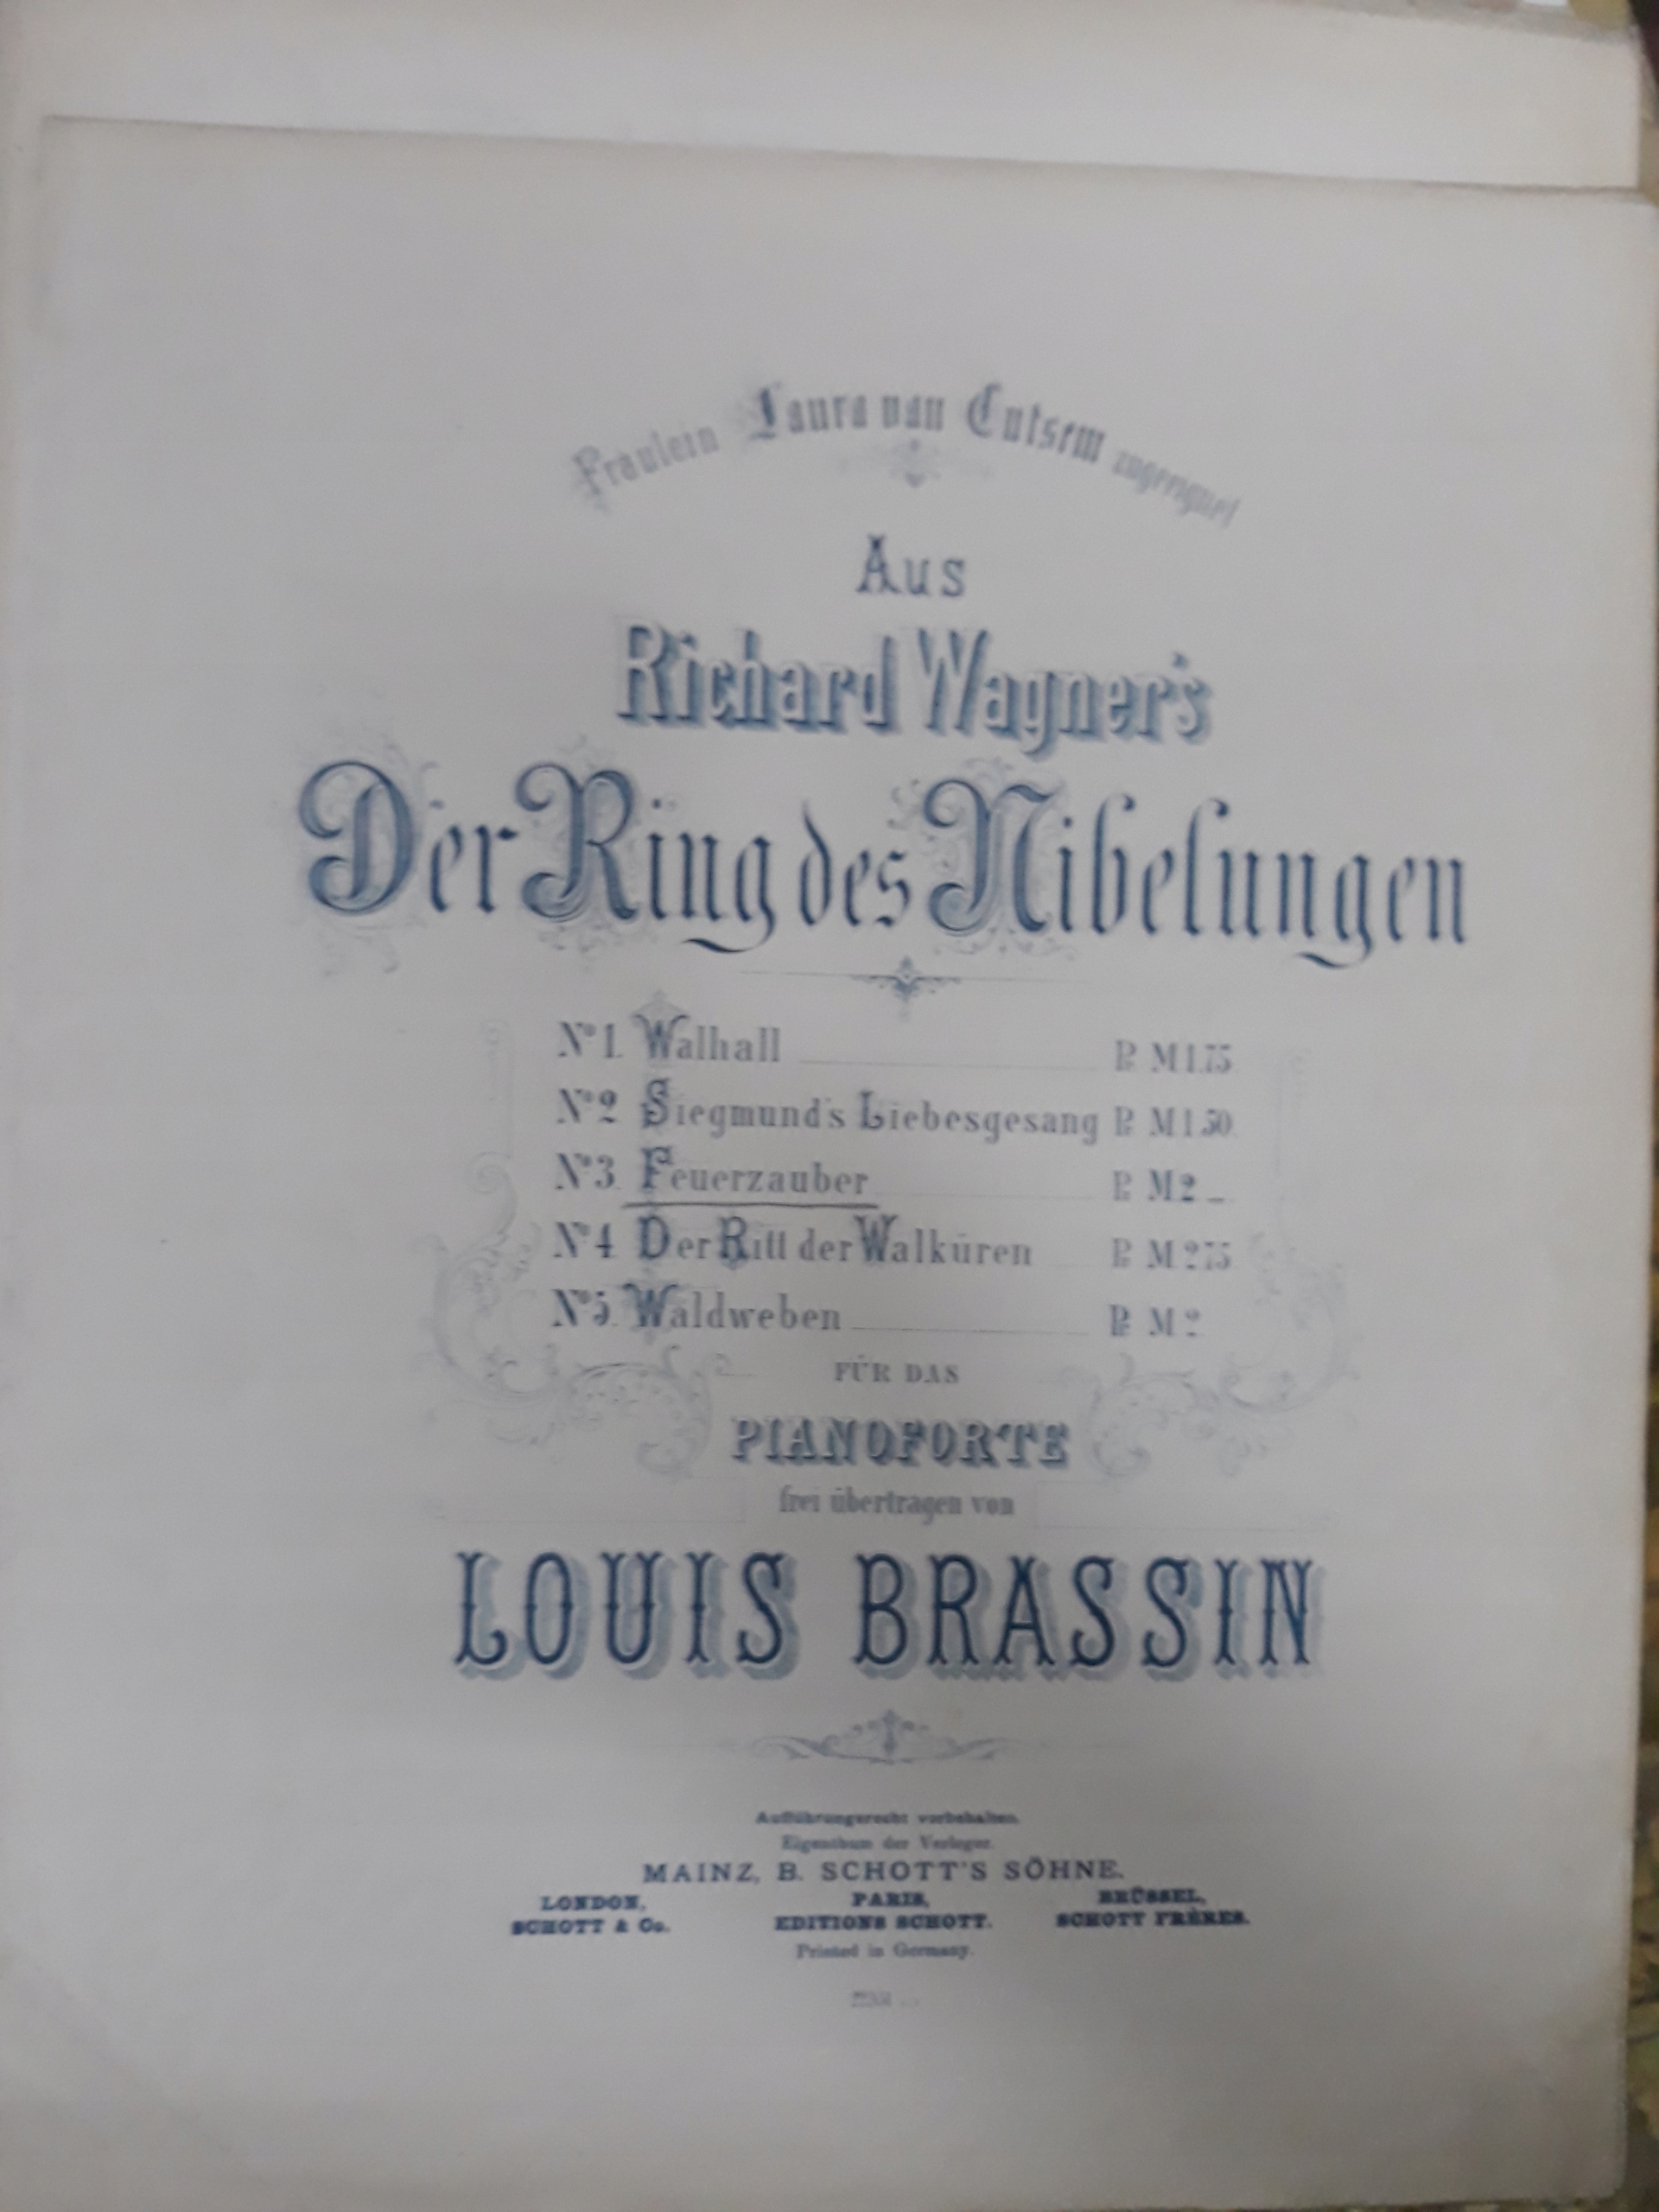 Fräulein Laura van Cutsem zugeeignet
Aus
Richard Wagner's
Der Ring des Nibelungen
No 1. Walhall Pr. M 1.75
No 2 Siegmund's Liebesgesang Pr. M 1.50.
No 3. Feuerzauber Pr. M 2 _
No 4 Der Ritt der Walküren Pr. M 2.75
No 5. Waldweben Pr. M 2
FÜR DAS
PIANOFORTE
frei übertragen von
LOUIS BRASSIN
Aufführungsrecht vorbehalten.
Eigenthum der Verleger.
MAINZ, B. SCHOTT'S SÖHNE.
LONDON, PARIS, BRÜSSEL,
SCHOTT & Co. EDITIONS SCHOTT. SCHOTT FRÈRES.
Printed in Germany.